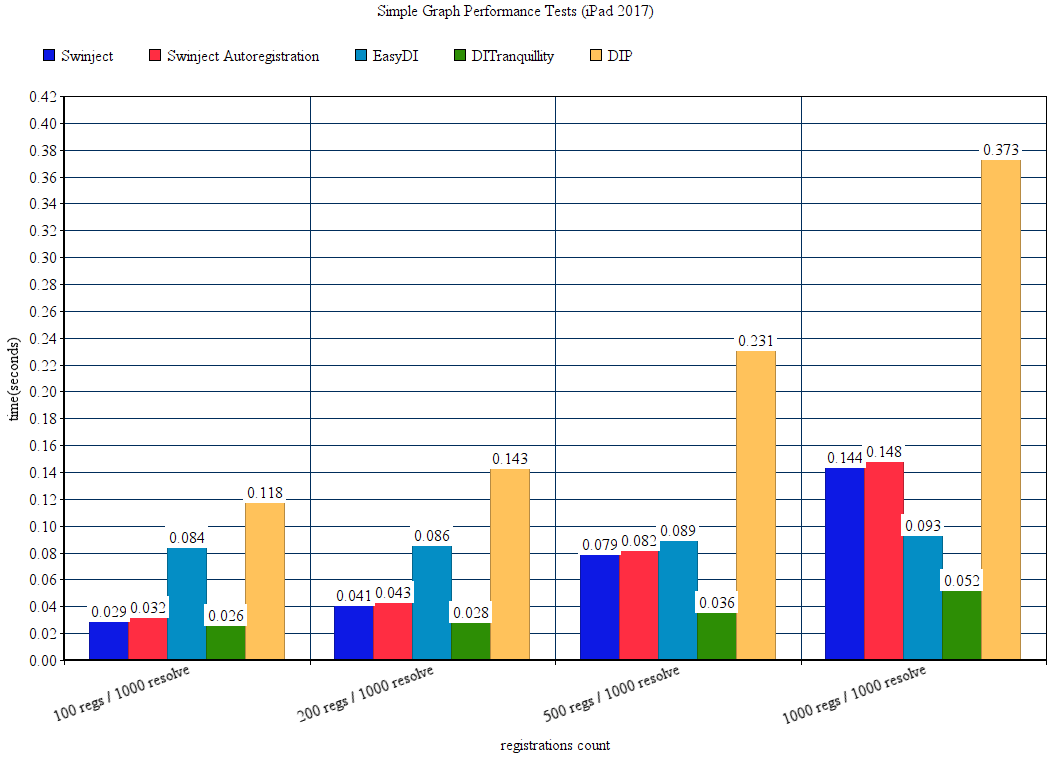 Simple Graph Performance Tests (iPad 2017)
Swinject Swinject Autoregistration EasyDI DITranquillity DIP
0.42
0.40
0.38
0.36
0.34
0.32
0.30
0.28
0.26
0.24
0.22
0.20
0.18
0.16
0.14
0.12
0.10
0.08
0.06
0.04
0.02
0.00
time(seconds)
0.029 0.032 0.084 0.026 0.118
0.041 0.043 0.086 0.028 0.143
0.079 0.082 0.089 0.036 0.231
0.144 0.148 0.093 0.052 0.373
100 regs / 1000 resolve
200 regs / 1000 resolve
500 regs / 1000 resolve
1000 regs / 1000 resolve
registrations count